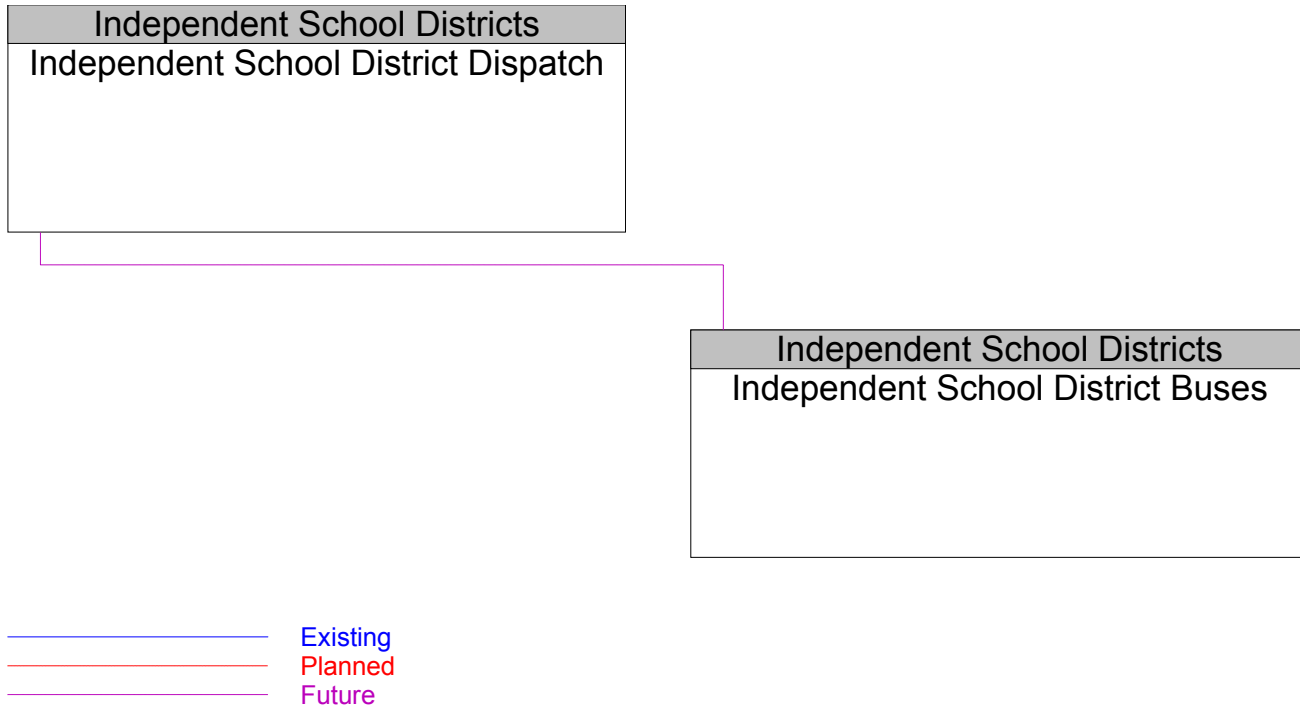 Independent School Districts
Independent School District Dispatch
Independent School Districts
Independent School District Buses
Existing
Planned
Future